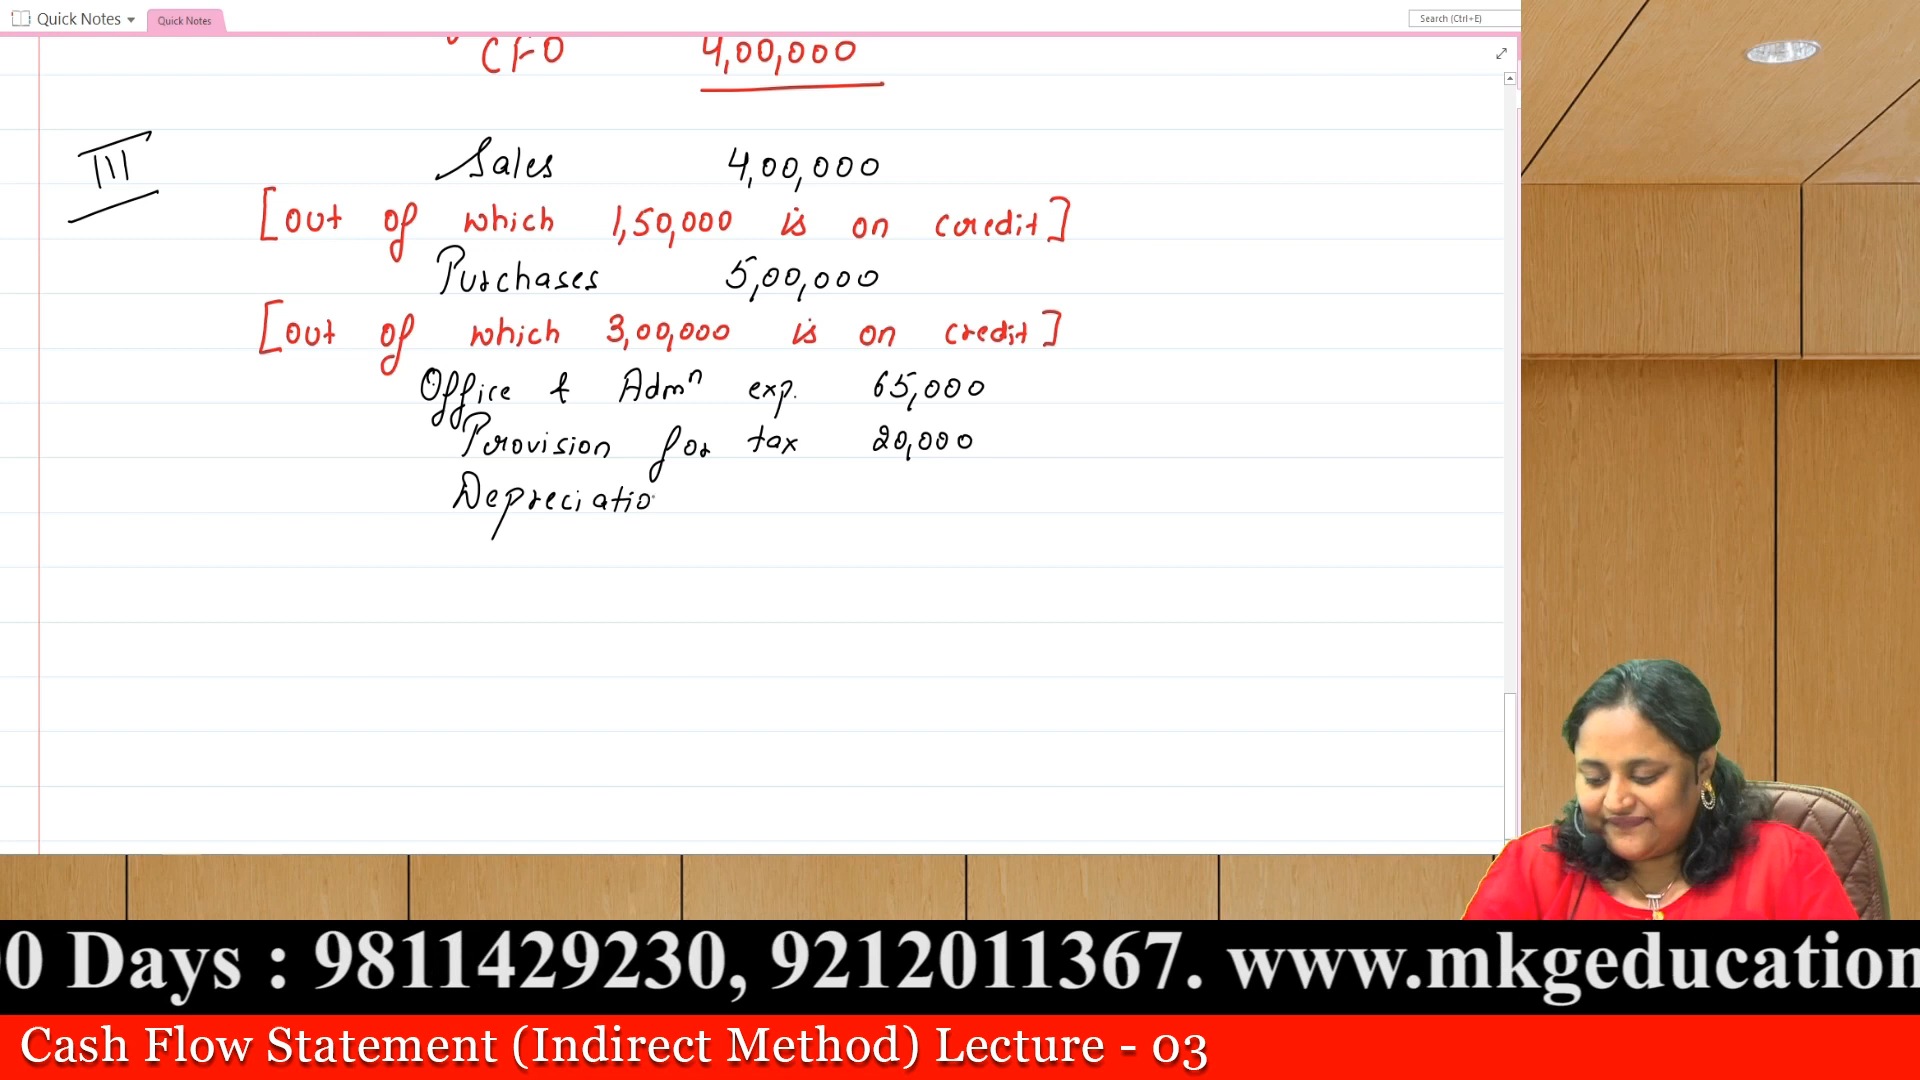 Quick Notes
Quick Notes
Search (Ctrl+E)
CFO 4,00,000
III
Sales 4,00,000
[out of which 1,50,000 is on credit]
Purchases 5,00,000
[out of which 3,00,000 is on credit]
Office & Admn exp. 65,000
Provision for tax 20,000
Depreciatio
0 Days : 9811429230, 9212011367. www.mkgeducation
Cash Flow Statement (Indirect Method) Lecture - 03